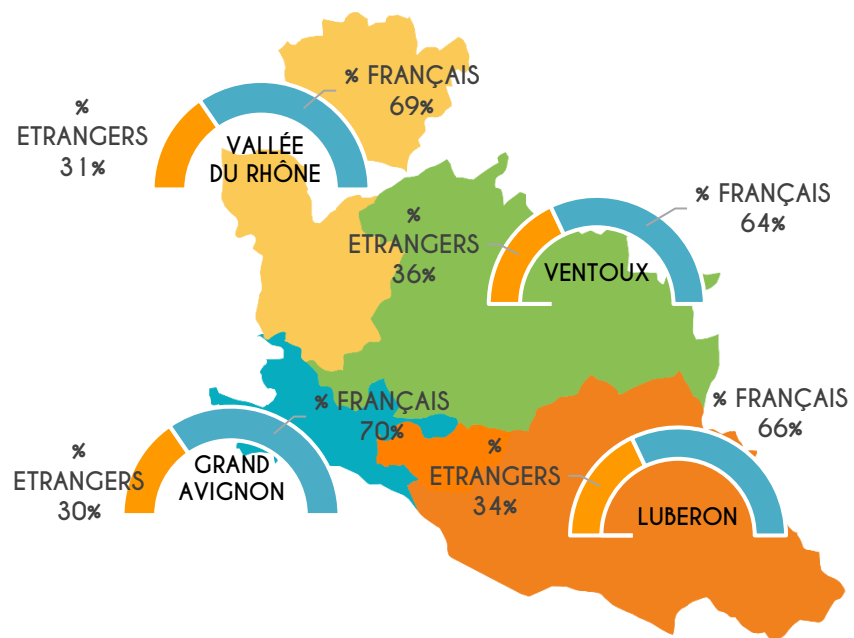 % FRANÇAIS
69%
%
ETRANGERS
31%
VALLÉE
DU RHÔNE
% FRANÇAIS
64%
%
ETRANGERS
36%
VENTOUX
% FRANÇAIS
70%
%
ETRANGERS
30%
GRAND
AVIGNON
% FRANÇAIS
66%
%
ETRANGERS
34%
LUBERON